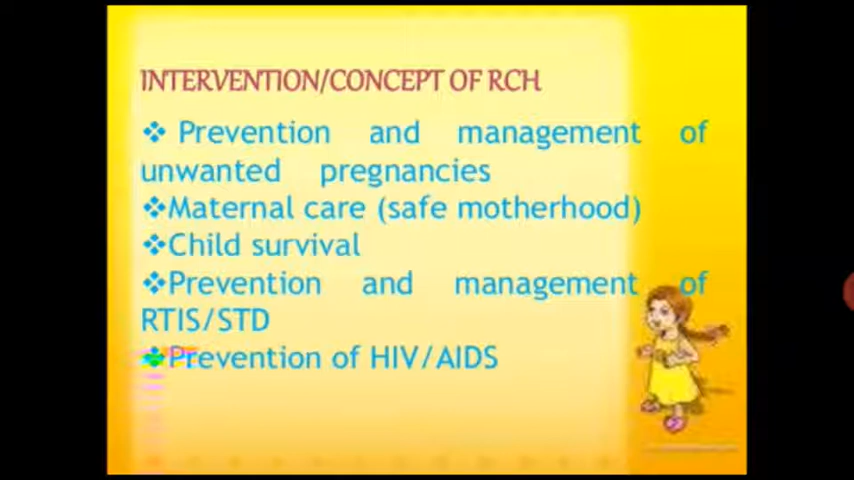 INTERVENTION/CONCEPT OF RCH
❖ Prevention and management of
unwanted pregnancies
❖Maternal care (safe motherhood)
❖Child survival
❖Prevention and management of
RTIS/STD
❖Prevention of HIV/AIDS